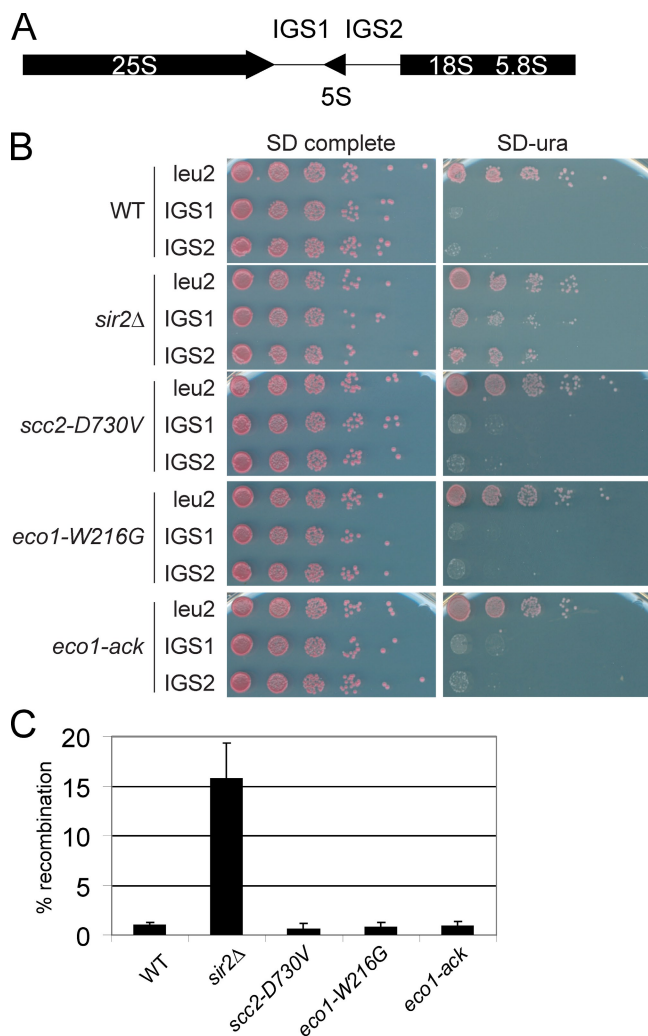 A
IGS1 IGS2
25S 18S 5.8S
5S
B
SD complete SD-ura
WT
leu2
IGS1
IGS2
sir2Δ
leu2
IGS1
IGS2
scc2-D730V
leu2
IGS1
IGS2
eco1-W216G
leu2
IGS1
IGS2
eco1-ack
leu2
IGS1
IGS2
C
% recombination
20
15
10
5
0
WT
sir2Δ
scc2-D730V
eco1-W216G
eco1-ack